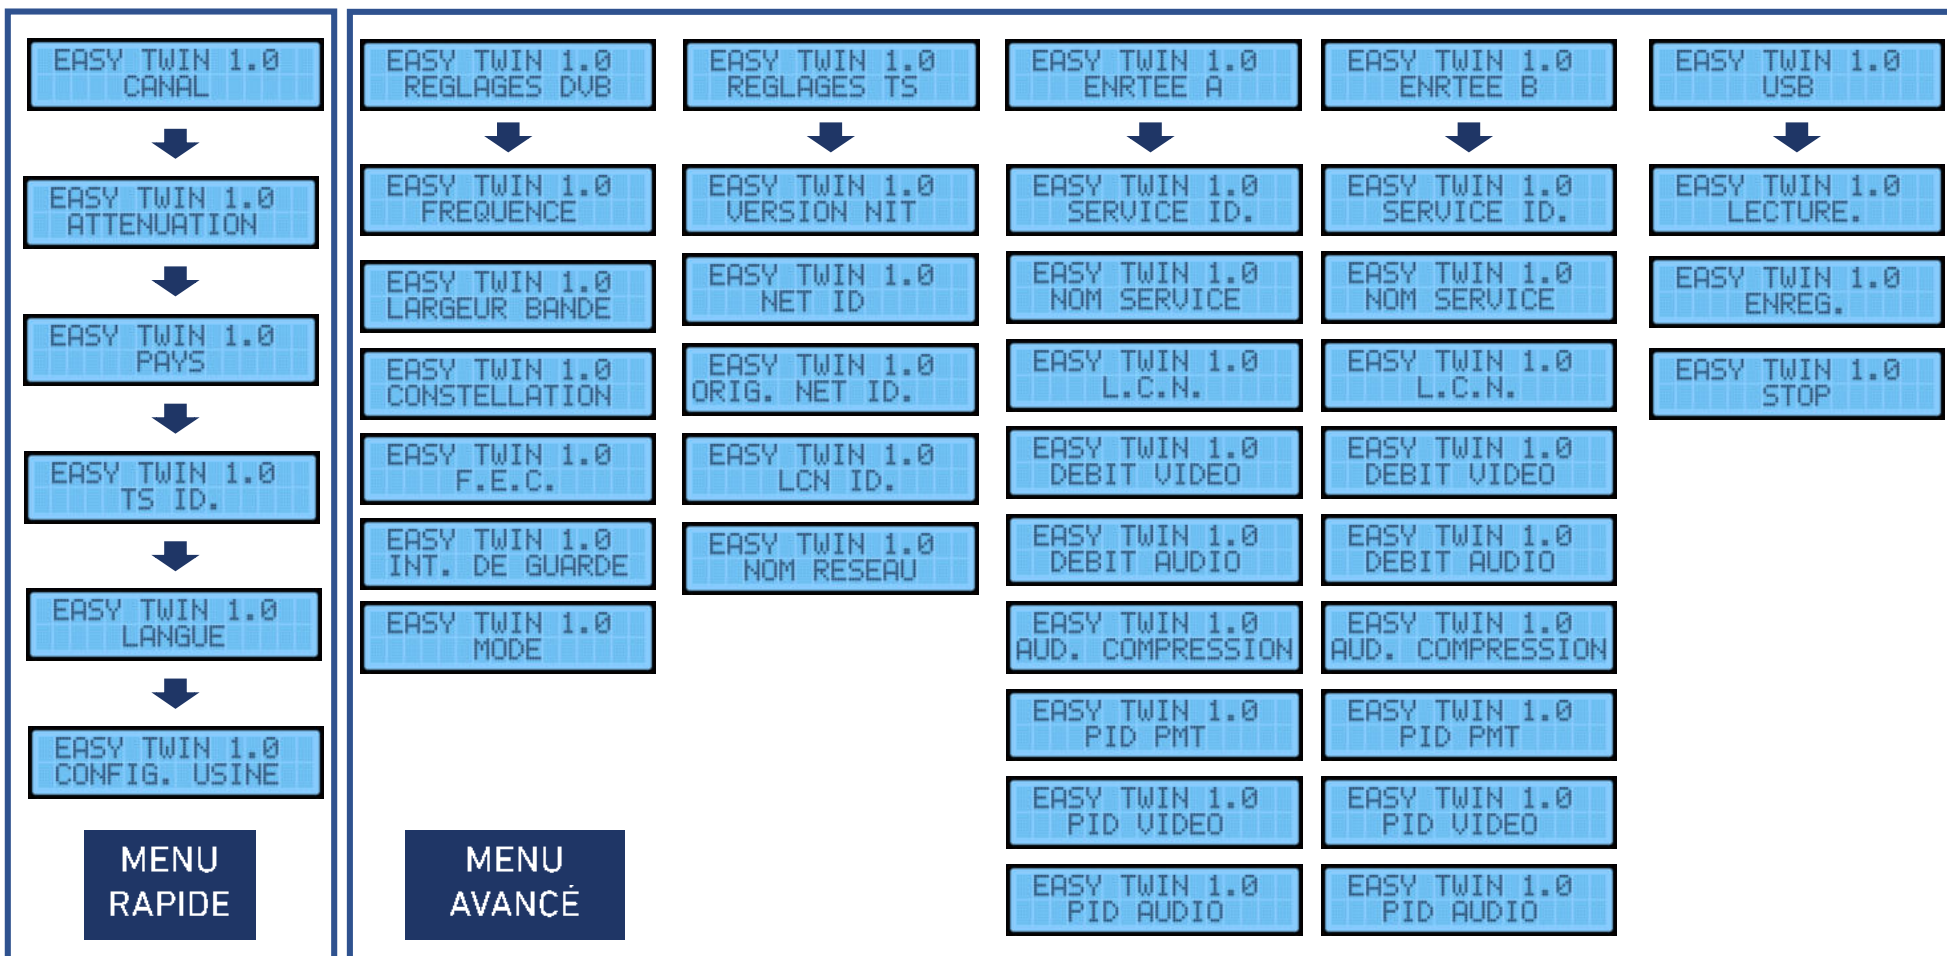 EASY TWIN 1.0
CANAL
EASY TWIN 1.0
ATTENUATION
EASY TWIN 1.0
PAYS
EASY TWIN 1.0
TS ID.
EASY TWIN 1.0
LANGUE
EASY TWIN 1.0
CONFIG. USINE
MENU
RAPIDE
EASY TWIN 1.0
REGLAGES DVB
EASY TWIN 1.0
FREQUENCE
EASY TWIN 1.0
LARGEUR BANDE
EASY TWIN 1.0
CONSTELLATION
EASY TWIN 1.0
F.E.C.
EASY TWIN 1.0
INT. DE GUARDE
EASY TWIN 1.0
MODE
MENU
AVANCÉ
EASY TWIN 1.0
REGLAGES TS
EASY TWIN 1.0
VERSION NIT
EASY TWIN 1.0
NET ID
EASY TWIN 1.0
ORIG. NET ID.
EASY TWIN 1.0
LCN ID.
EASY TWIN 1.0
NOM RESEAU
EASY TWIN 1.0
ENRTEE A
EASY TWIN 1.0
SERVICE ID.
EASY TWIN 1.0
NOM SERVICE
EASY TWIN 1.0
L.C.N.
EASY TWIN 1.0
DEBIT VIDEO
EASY TWIN 1.0
DEBIT AUDIO
EASY TWIN 1.0
AUD. COMPRESSION
EASY TWIN 1.0
PID PMT
EASY TWIN 1.0
PID VIDEO
EASY TWIN 1.0
PID AUDIO
EASY TWIN 1.0
ENRTEE B
EASY TWIN 1.0
SERVICE ID.
EASY TWIN 1.0
NOM SERVICE
EASY TWIN 1.0
L.C.N.
EASY TWIN 1.0
DEBIT VIDEO
EASY TWIN 1.0
DEBIT AUDIO
EASY TWIN 1.0
AUD. COMPRESSION
EASY TWIN 1.0
PID PMT
EASY TWIN 1.0
PID VIDEO
EASY TWIN 1.0
PID AUDIO
EASY TWIN 1.0
USB
EASY TWIN 1.0
LECTURE.
EASY TWIN 1.0
ENREG.
EASY TWIN 1.0
STOP